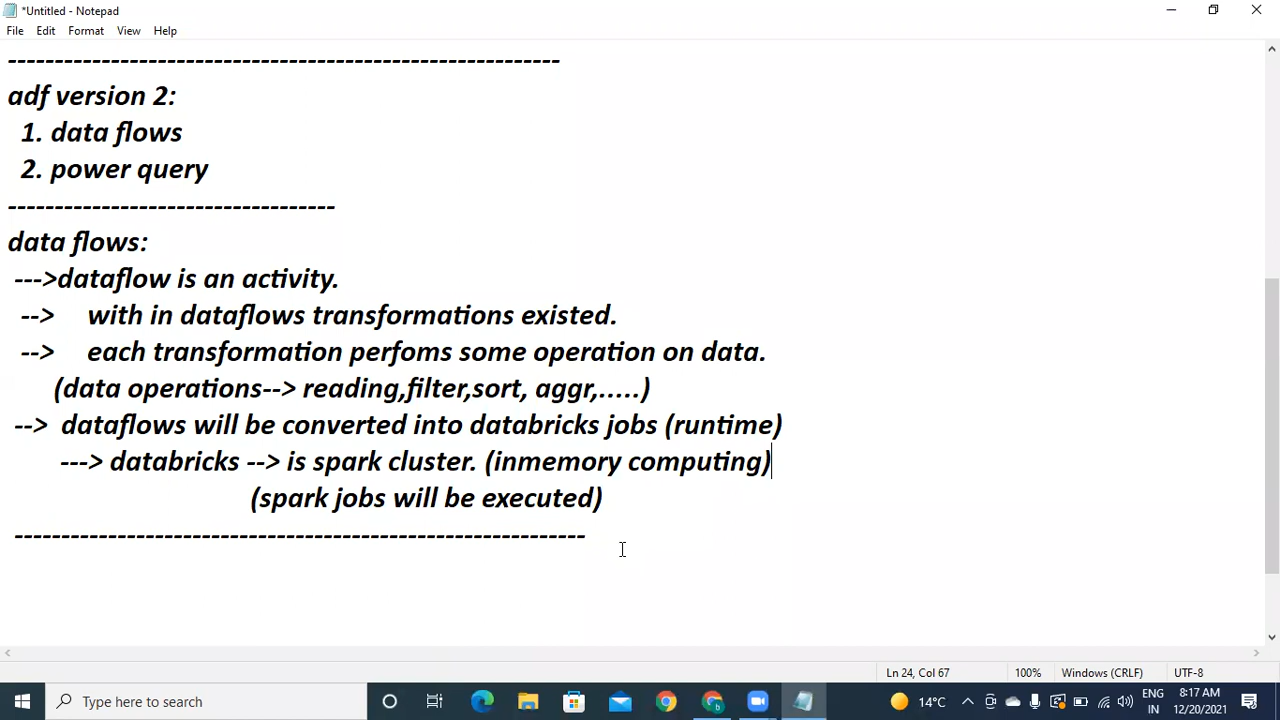 *Untitled - Notepad
File Edit Format View Help
------------------------------------------------------------
adf version 2:
1. data flows
2. power query
-----------------------------------
data flows:
--->dataflow is an activity.
--> with in dataflows transformations existed.
--> each transformation perfoms some operation on data.
(data operations--> reading,filter,sort, aggr,.....)
--> dataflows will be converted into databricks jobs (runtime)
---> databricks --> is spark cluster. (inmemory computing)
(spark jobs will be executed)
--------------------------------------------------------------
Ln 24, Col 67 100% Windows (CRLF) UTF-8
Type here to search 14°C ENG 8:17 AM
IN 12/20/2021